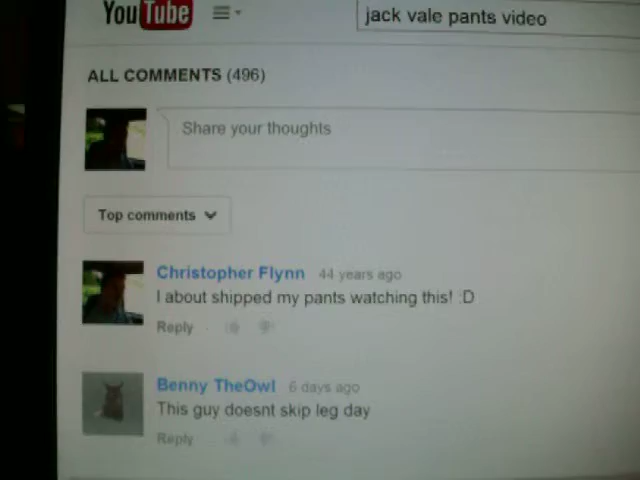 YouTube
jack vale pants video
ALL COMMENTS (496)
Share your thoughts
Top comments
Christopher Flynn 44 years ago
I about shipped my pants watching this! :D
Reply
Benny TheOwl 6 days ago
This guy doesnt skip leg day
Reply